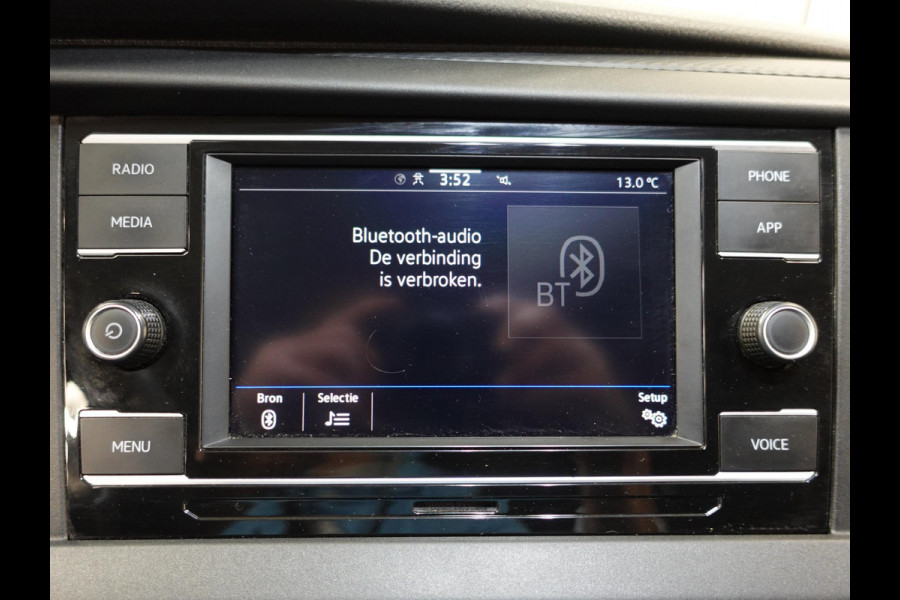 RADIO
MEDIA
MENU
3:52
13.0 °C
Bluetooth-audio
De verbinding
is verbroken.
BT
Bron
Selectie
Setup
PHONE
APP
VOICE